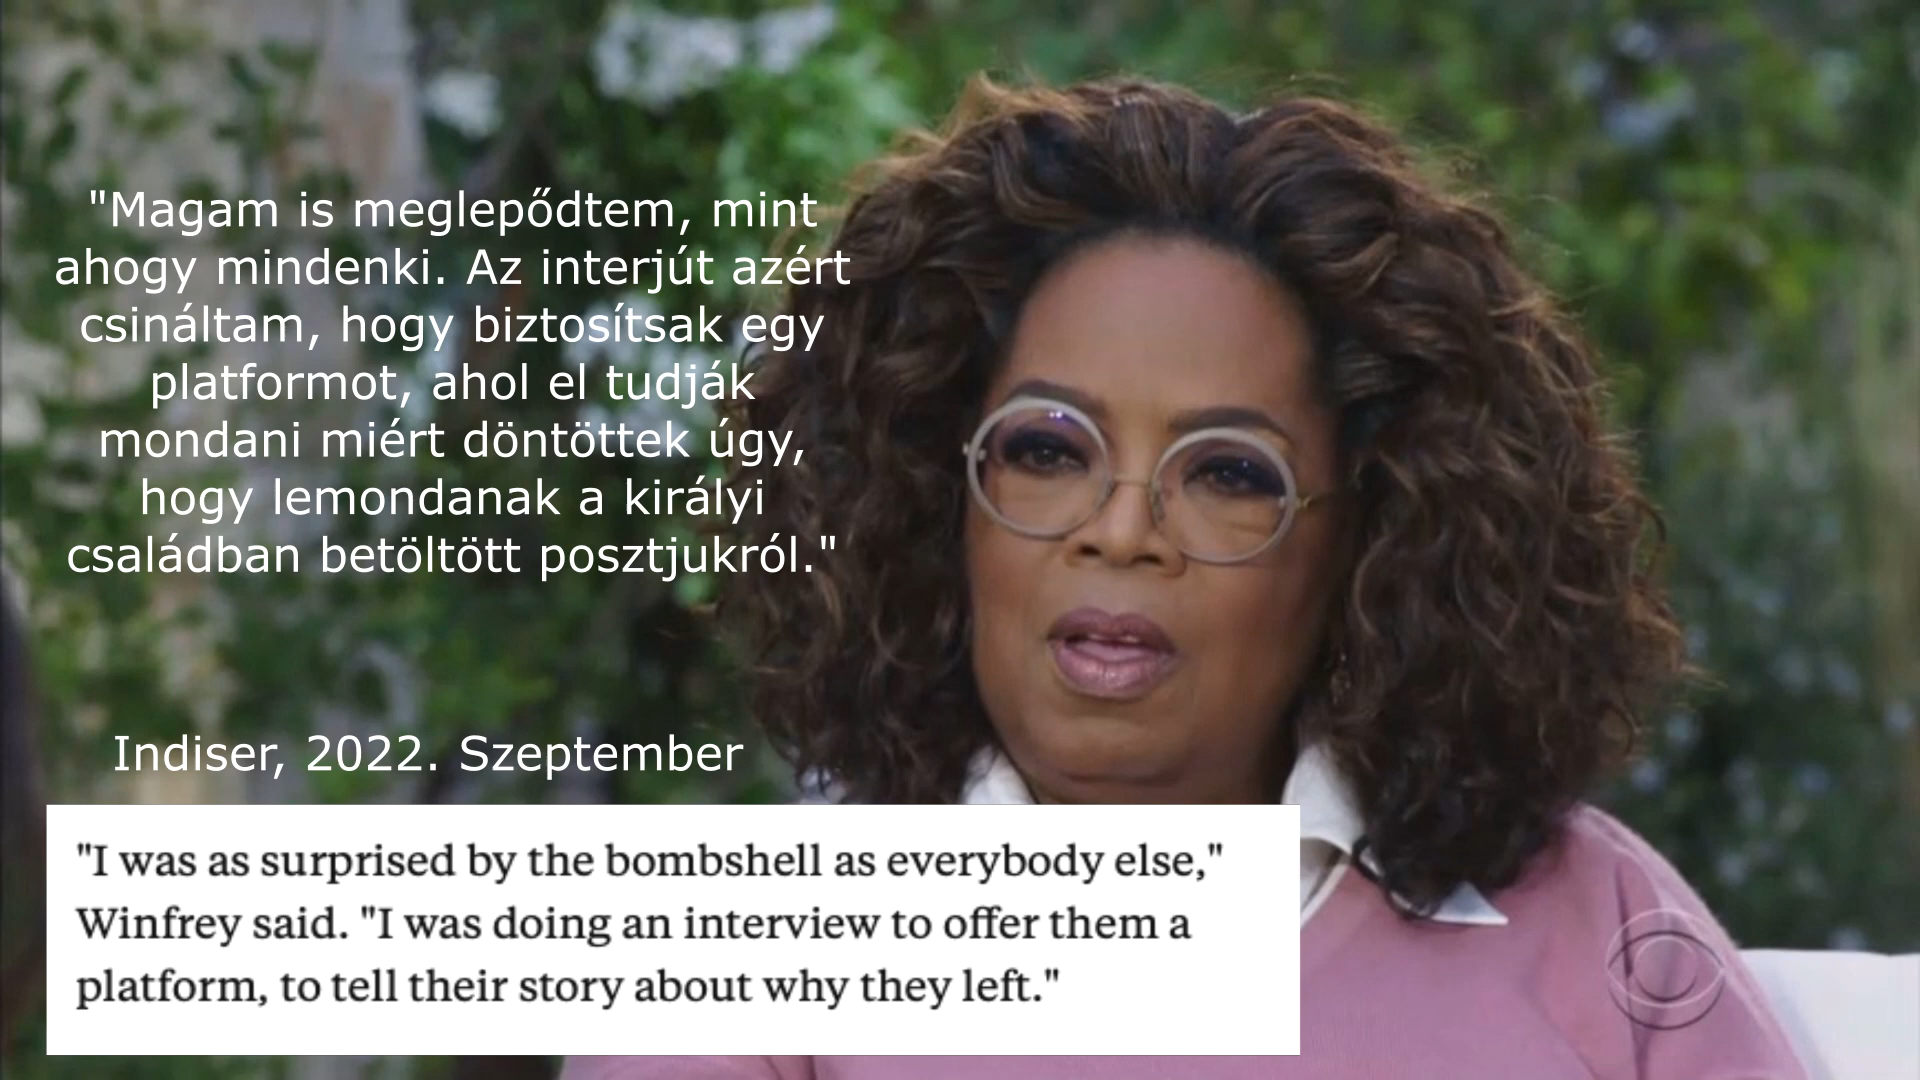 "Magam is meglepődtem, mint
ahogy mindenki. Az interjút azért
csináltam, hogy biztosítsak egy
platformot, ahol el tudják
mondani miért döntöttek úgy,
hogy lemondanak a királyi
családban betöltött posztjukról."
Indiser, 2022. Szeptember
"I was as surprised by the bombshell as everybody else,"
Winfrey said. "I was doing an interview to offer them a
platform, to tell their story about why they left."